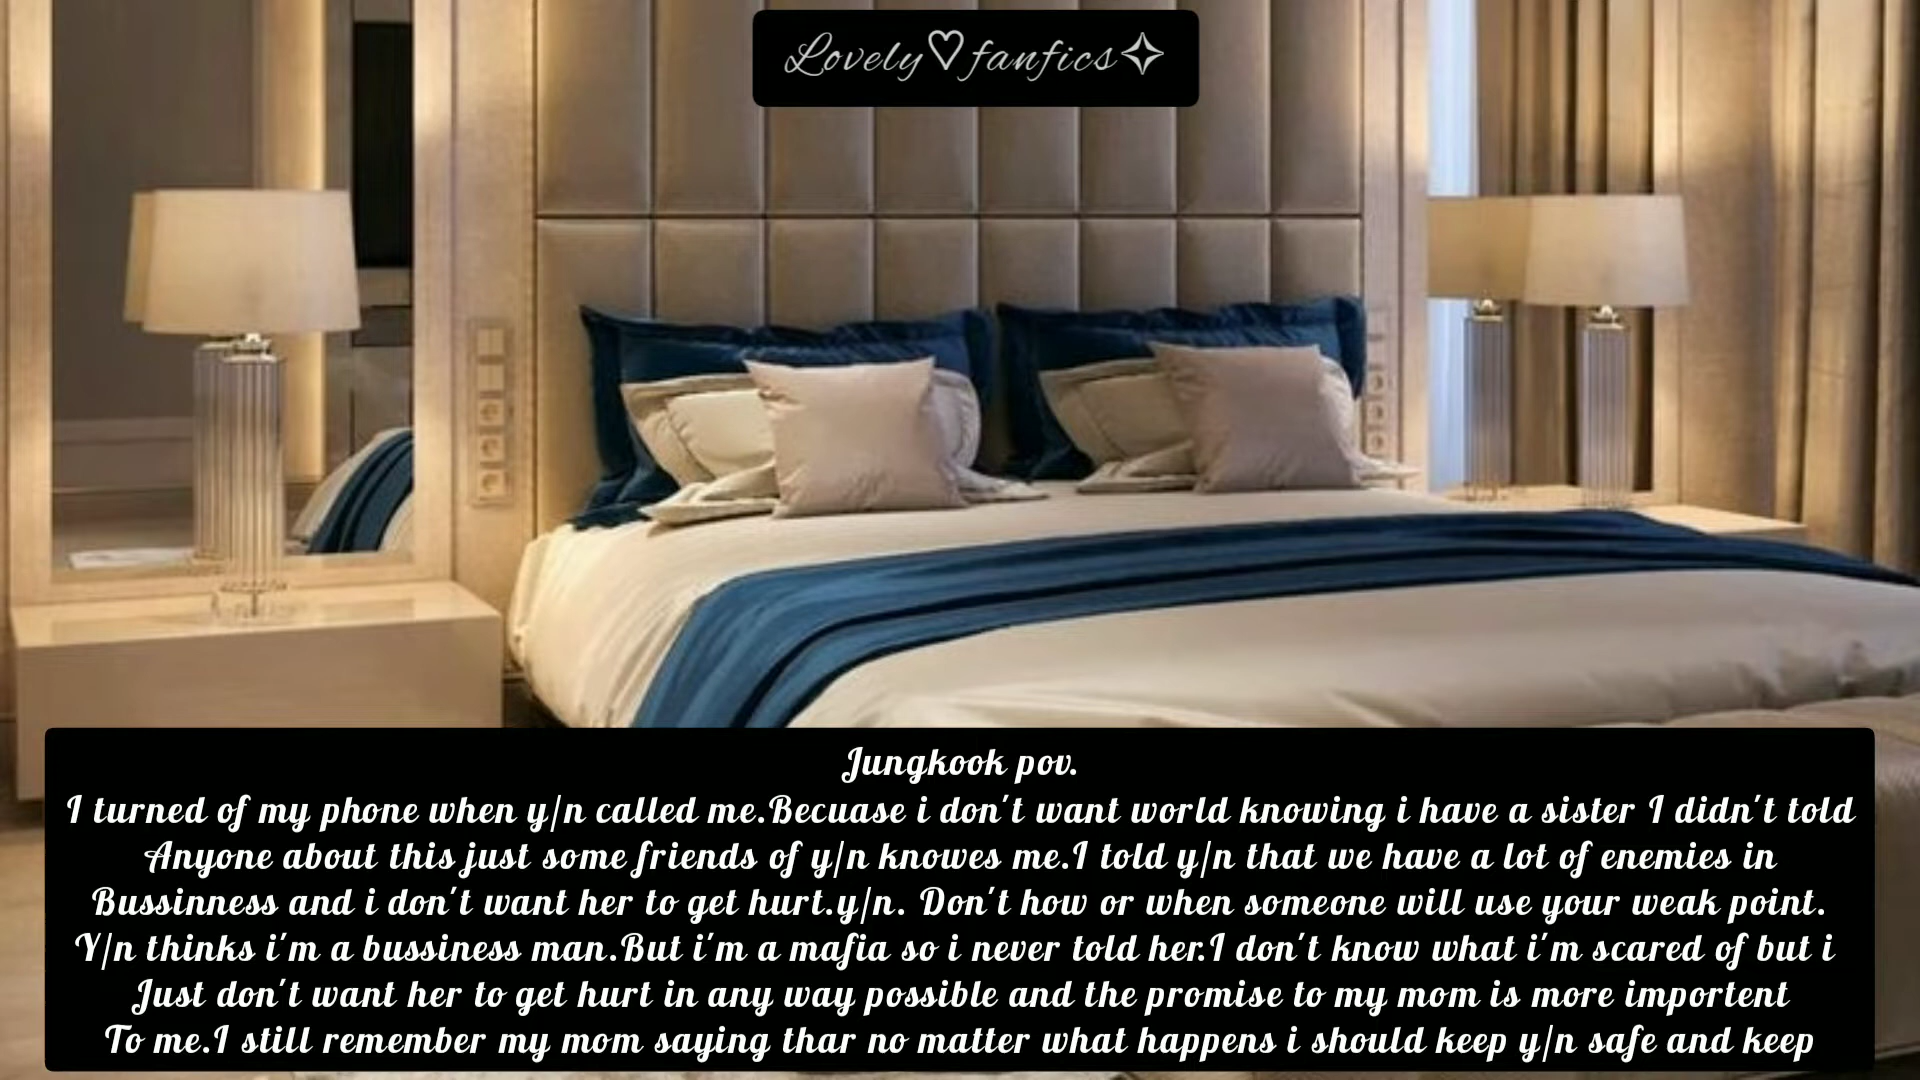 Lovely♡fanfics✧
Jungkook pov.
I turned of my phone when y/n called me.Becuase i don't want world knowing i have a sister I didn't told
Anyone about this just some friends of y/n knowes me.I told y/n that we have a lot of enemies in
Bussinness and i don't want her to get hurt.y/n. Don't how or when someone will use your weak point.
Y/n thinks i'm a bussiness man.But i'm a mafia so i never told her.I don't know what i'm scared of but i
Just don't want her to get hurt in any way possible and the promise to my mom is more importent
To me.I still remember my mom saying thar no matter what happens i should keep y/n safe and keep